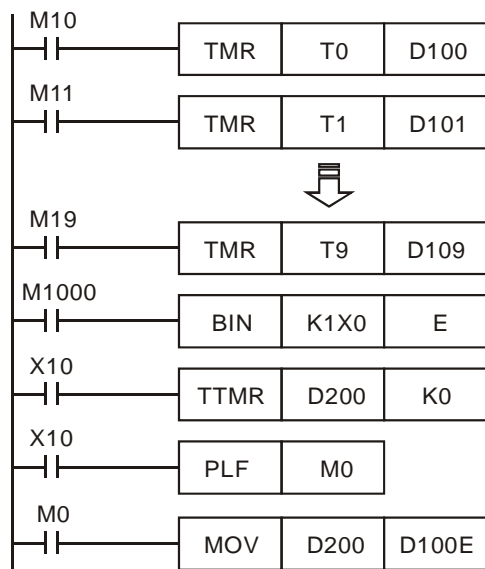 M10
TMR T0 D100
M11
TMR T1 D101
M19
TMR T9 D109
M1000
BIN K1X0 E
X10
TTMR D200 K0
X10
PLF M0
M0
MOV D200 D100E